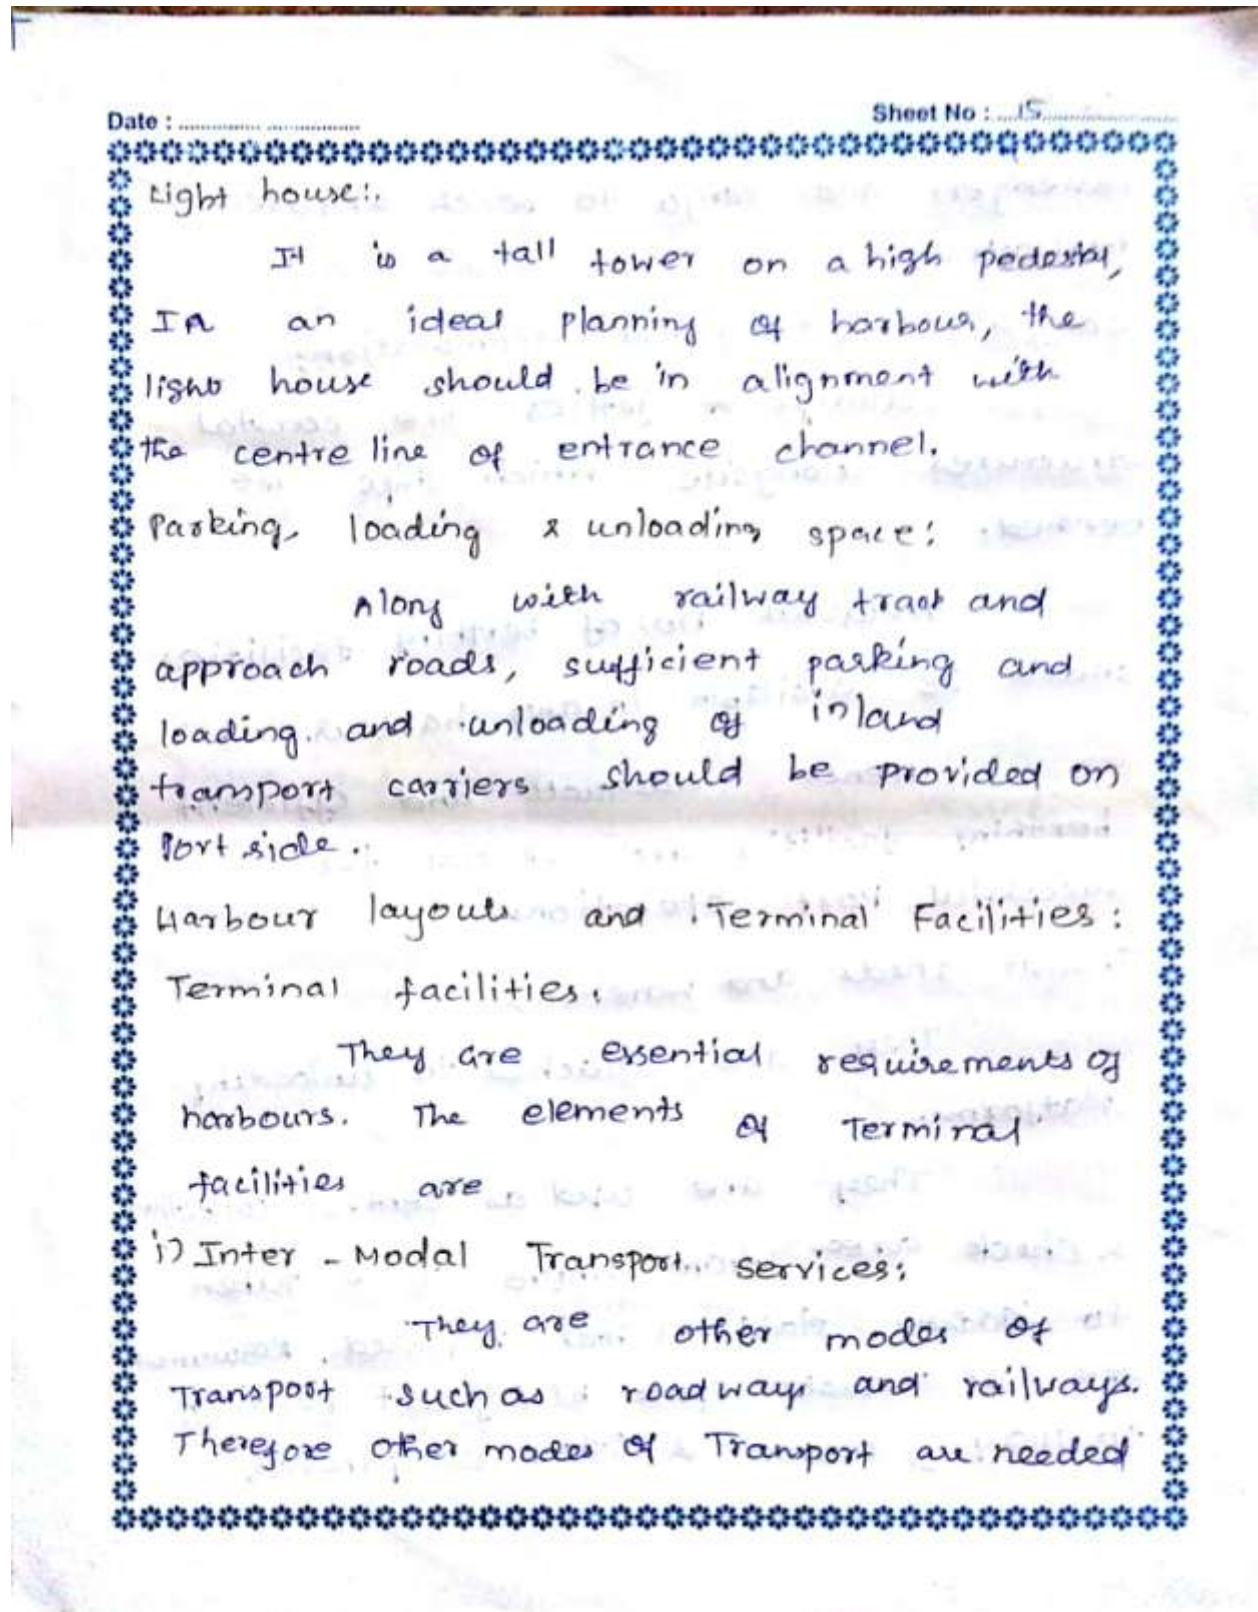 Date : ............. ..................
Sheet No : ....15......................
Light house:.
It is a tall tower on a high pedestal,
In an ideal planning of harbour, the
light house should be in alignment with
the centre line of entrance channel.
Parking, loading & unloading space:
Along with railway tract and
approach roads, sufficient parking and
loading. and unloading of inland
transport carriers should be provided on
Port side.
Harbour layouts and Terminal Facilities:
Terminal facilities.
They are essential requirements of
harbours. The elements of Terminal
facilities are
i) Inter - Modal Transport services:
They are other modes of
Transport such as roadways and railways.
Therefore other modes of Transport are needed